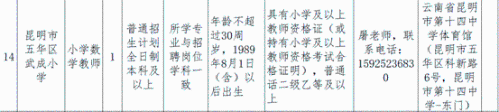 14
昆明市
五华区
武成小
学
小学数
学教师
1
普通招
生计划
全日制
本科及
以上
所学专
业与招
聘岗位
学科一
致
年龄不超
过30周
岁，1989
年8月1日
（含）以
后出生
具有小学及以上
教师资格证（或
持有小学及以上
教师资格考试合
格证明），普通
话二级乙等及以
上
屠老师，联
系电话：
1592523683
0
云南省昆明
市第十四中
学体育馆
（昆明市五
华区科新路
6号，昆明
市第十四中
学-东门）